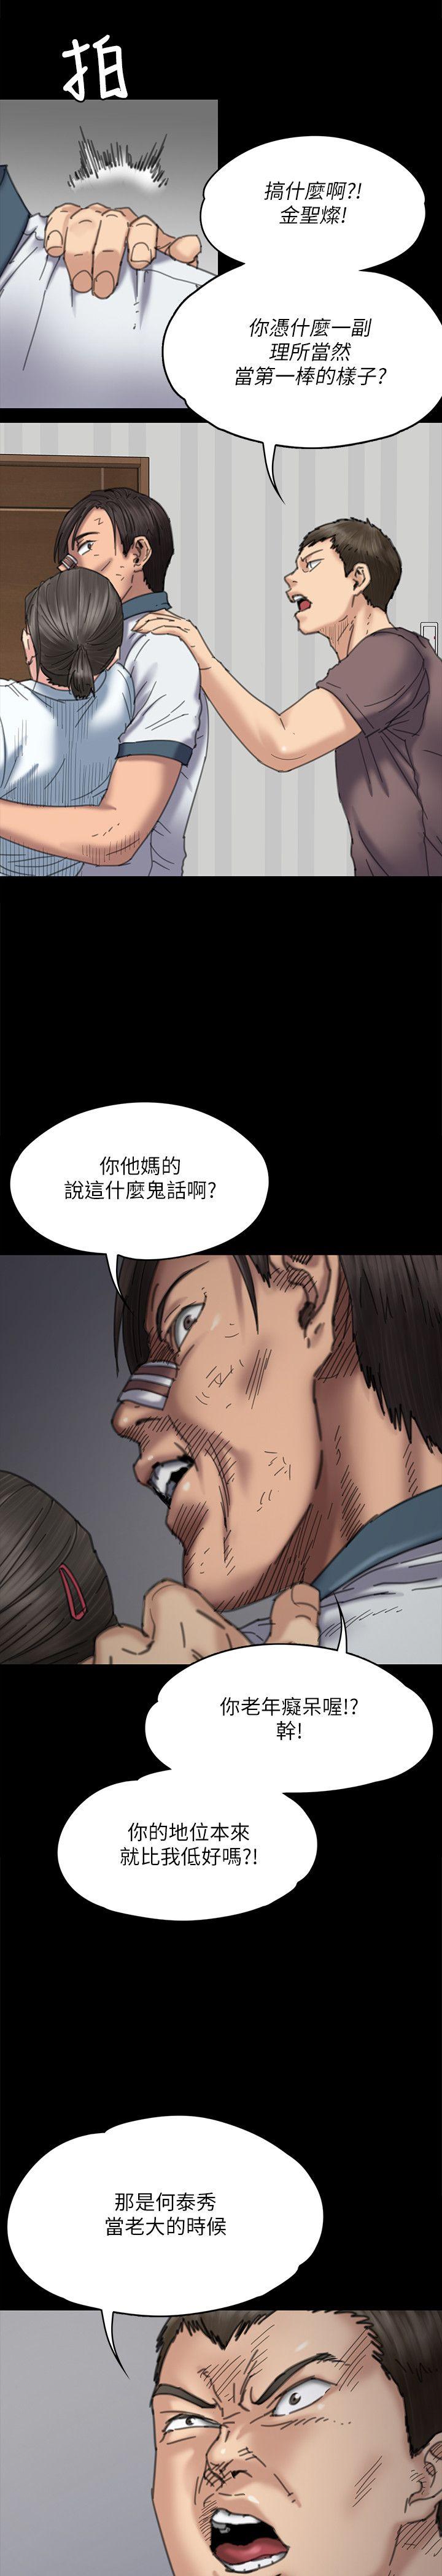 拍
搞什麼啊?!
金聖燦!
你憑什麼一副
理所當然
當第一棒的樣子?
你他媽的
說這什麼鬼話啊?
你老年癡呆喔!?
幹!
你的地位本來
就比我低好嗎?!
那是何泰秀
當老大的時候